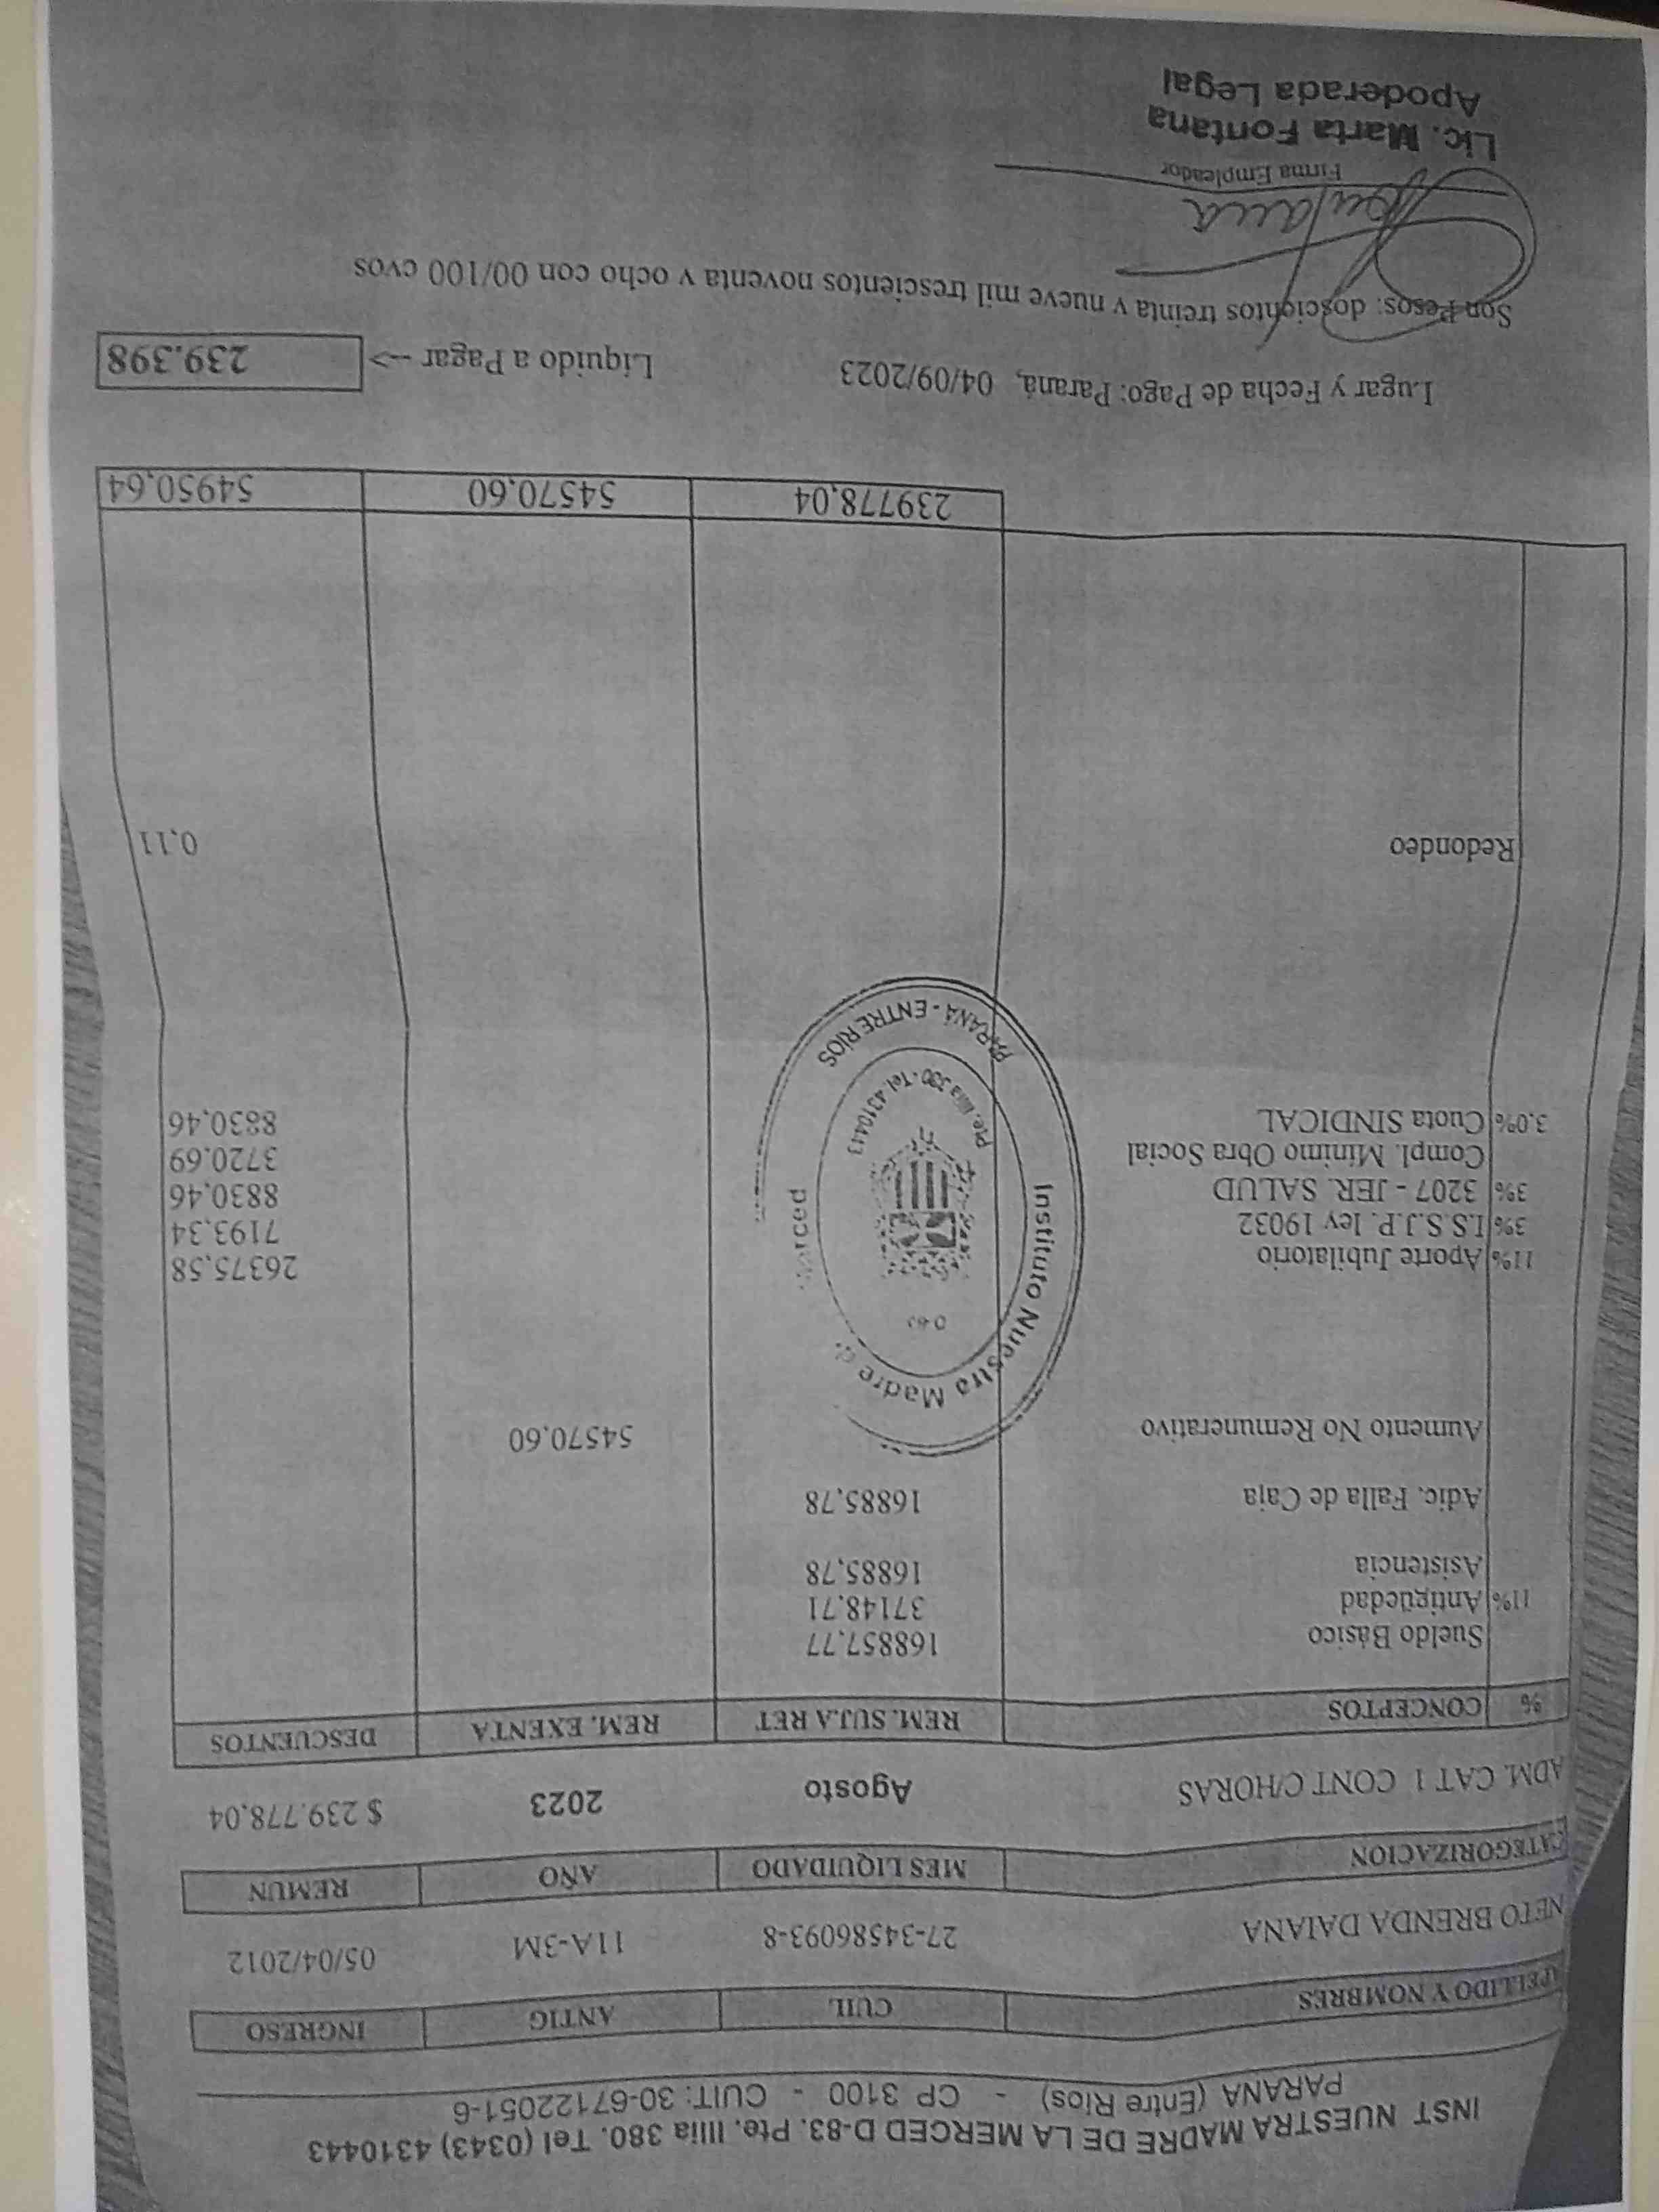 INST NUESTRA MADRE DE LA MERCED D-83. Pte. Illia 380. Tel (0343) 4310443
PARANA (Entre Rios) - CP 3100 - CUIT: 30-67122051-6
APELLIDO Y NOMBRES CUIL ANTIG INGRESO
NETO BRENDA DAIANA 27-34586093-8 11A-3M 05/04/2012
CATEGORIZACION MES LIQUIDADO AÑO REMUN
ADM. CAT 1 CONT C/HORAS Agosto 2023 $ 239.778,04
% CONCEPTOS REM. SUJ.A RET REM. EXENTA DESCUENTOS
Sueldo Básico 168857,77
11% Antigüedad 37148,71
Asistencia 16885,78
Adic. Falla de Caja 16885,78
Aumento No Remunerativo 54570,60
11% Aporte Jubilatorio 26375,58
3% I.S.S.J.P. ley 19032 7193,34
3% 3207 - JER. SALUD 8830,46
Compl. Mínimo Obra Social 3720,69
3.0% Cuota SINDICAL 8830,46
Instituto Nuestra Madre d
D-83
Pte. Illia 380 - Tel. 4310443
PARANÁ - ENTRE RÍOS
Redondeo 0,11
239778,04 54570,60 54950,64
Lugar y Fecha de Pago: Paraná, 04/09/2023 Líquido a Pagar --> 239.398
Son Pesos: doscientos treinta y nueve mil trescientos noventa y ocho con 00/100 cvos
Firma Empleador
Lic. Marta Fontana
Apoderada Legal